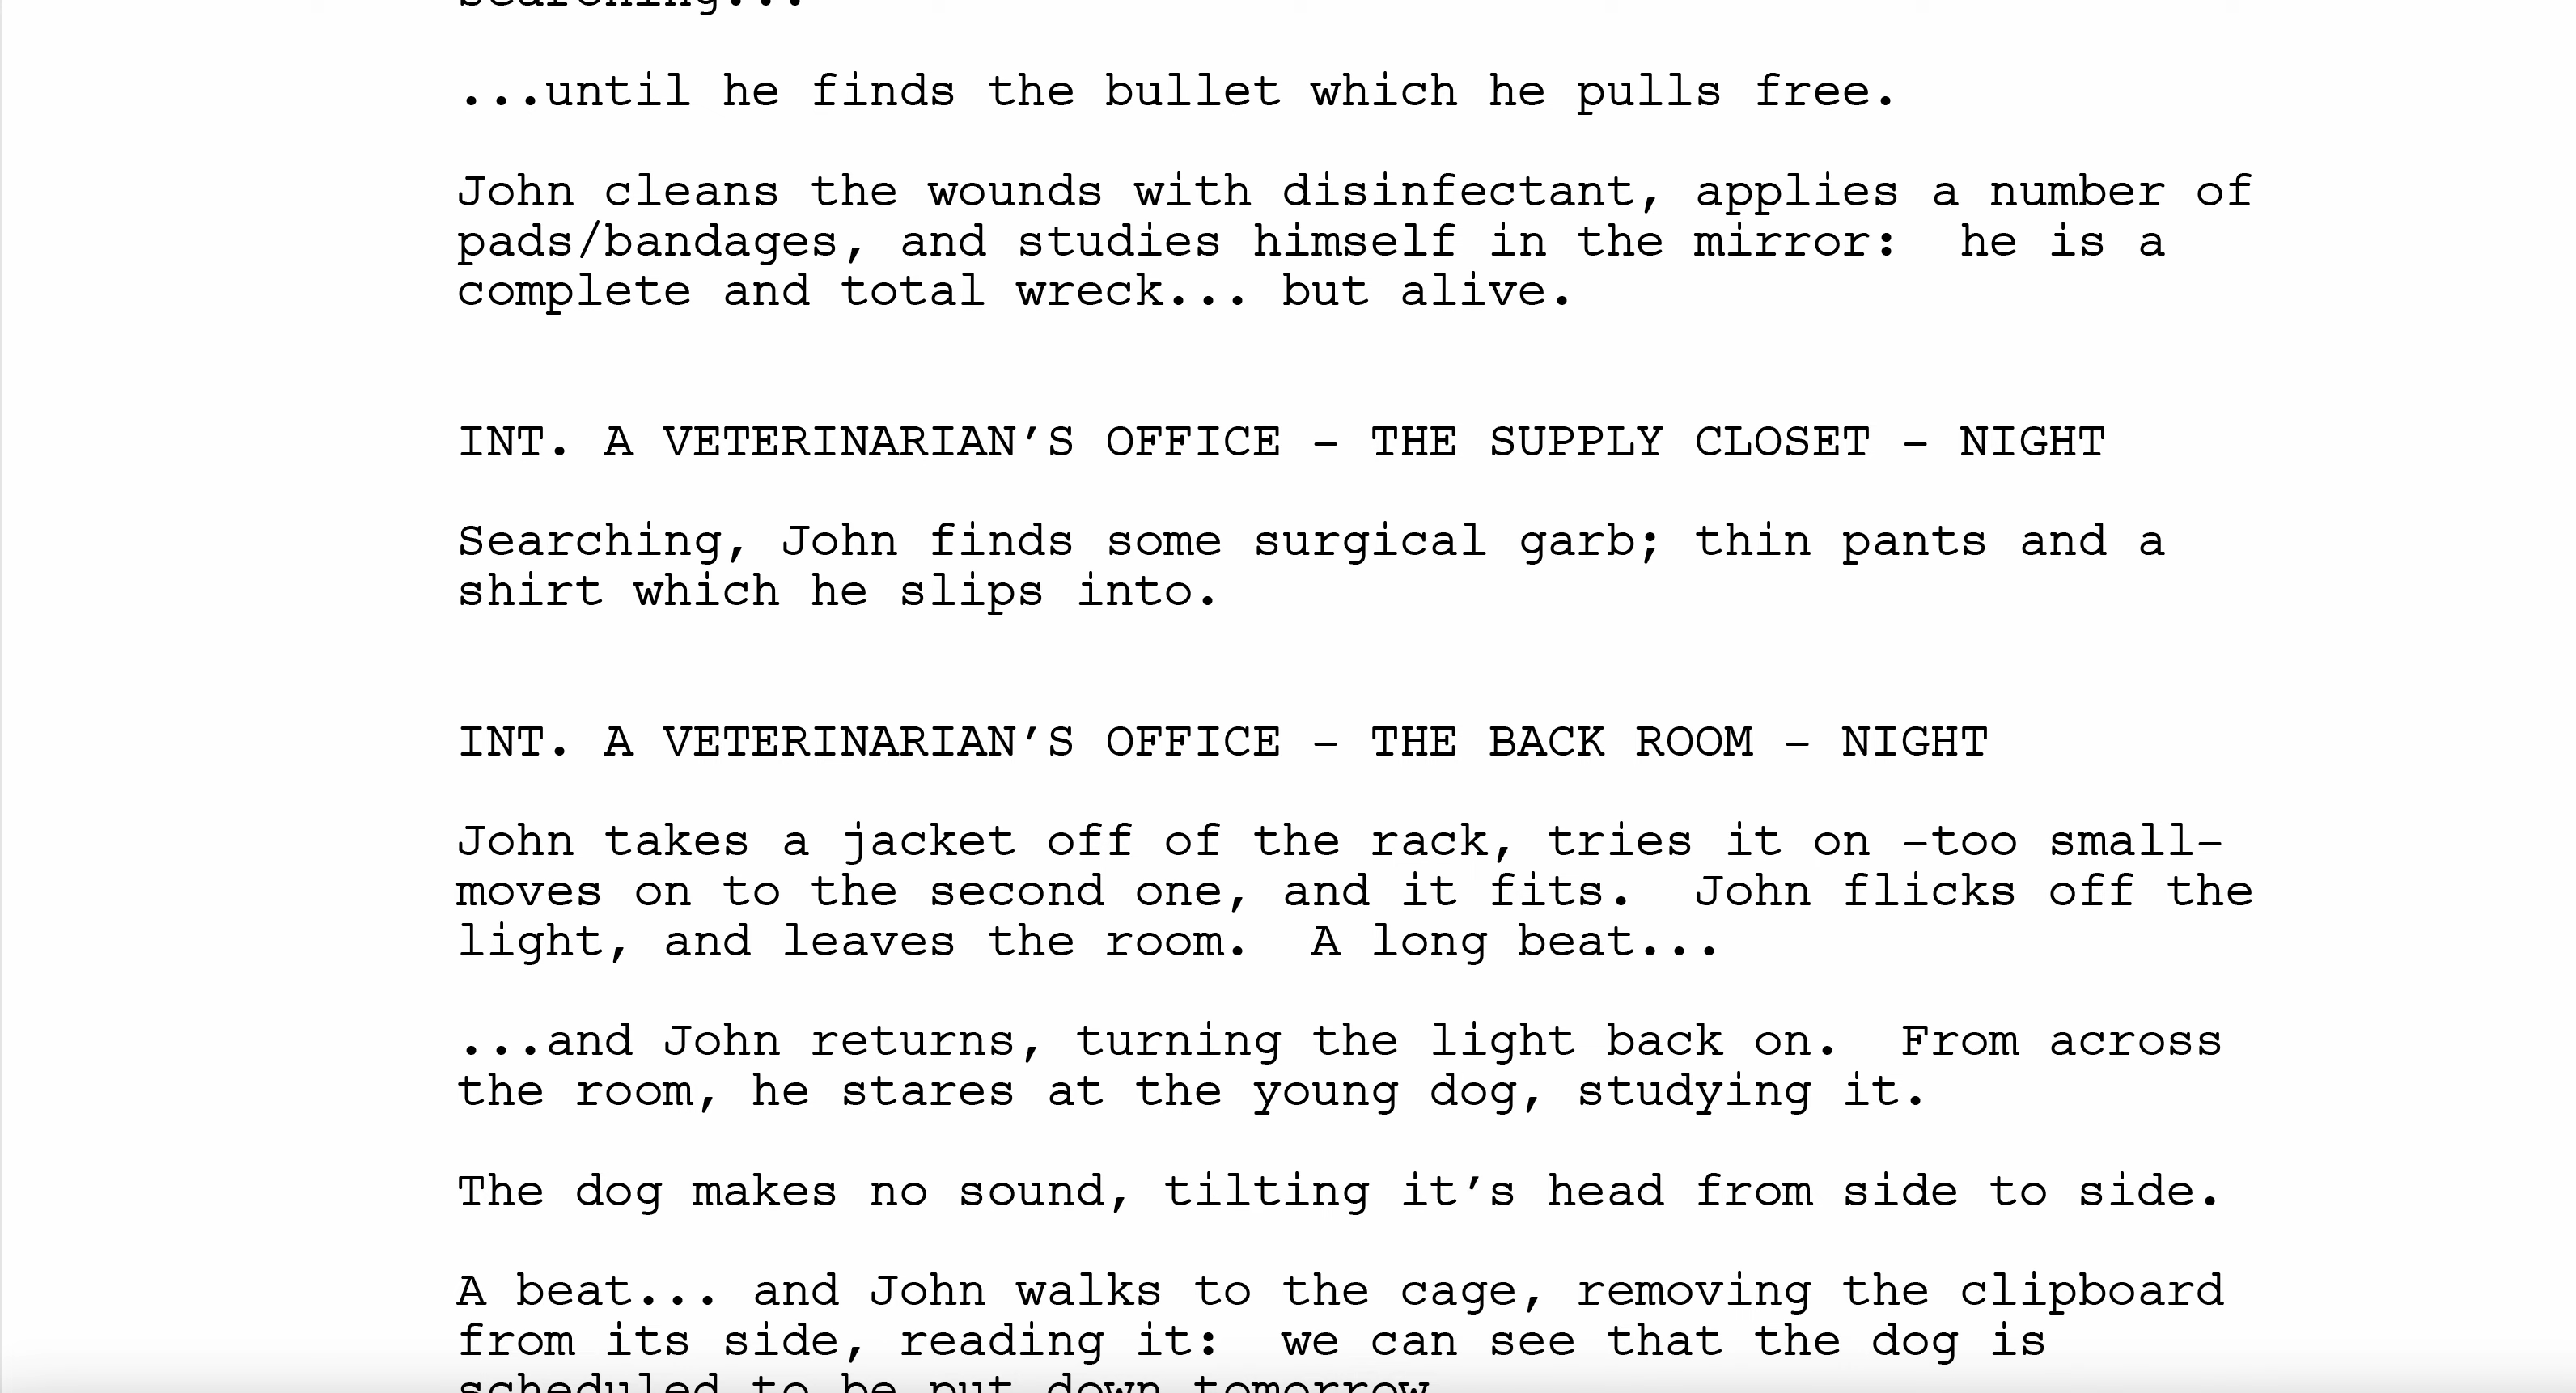 searching...
...until he finds the bullet which he pulls free.
John cleans the wounds with disinfectant, applies a number of
pads/bandages, and studies himself in the mirror:  he is a
complete and total wreck... but alive.
INT. A VETERINARIAN’S OFFICE – THE SUPPLY CLOSET – NIGHT
Searching, John finds some surgical garb; thin pants and a
shirt which he slips into.
INT. A VETERINARIAN’S OFFICE – THE BACK ROOM – NIGHT
John takes a jacket off of the rack, tries it on –too small–
moves on to the second one, and it fits.  John flicks off the
light, and leaves the room.  A long beat...
...and John returns, turning the light back on.  From across
the room, he stares at the young dog, studying it.
The dog makes no sound, tilting it’s head from side to side.
A beat... and John walks to the cage, removing the clipboard
from its side, reading it:  we can see that the dog is
scheduled to be put down tomorrow